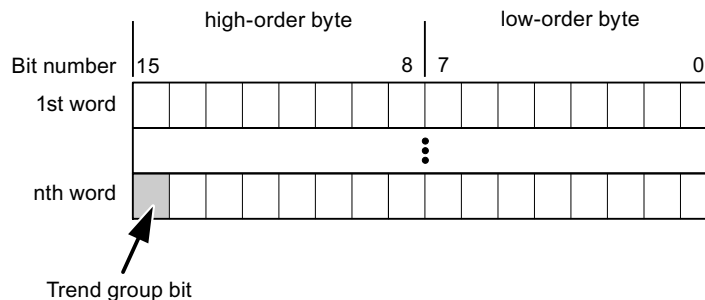 high-order byte low-order byte
Bit number 15 8 7 0
1st word
nth word
Trend group bit